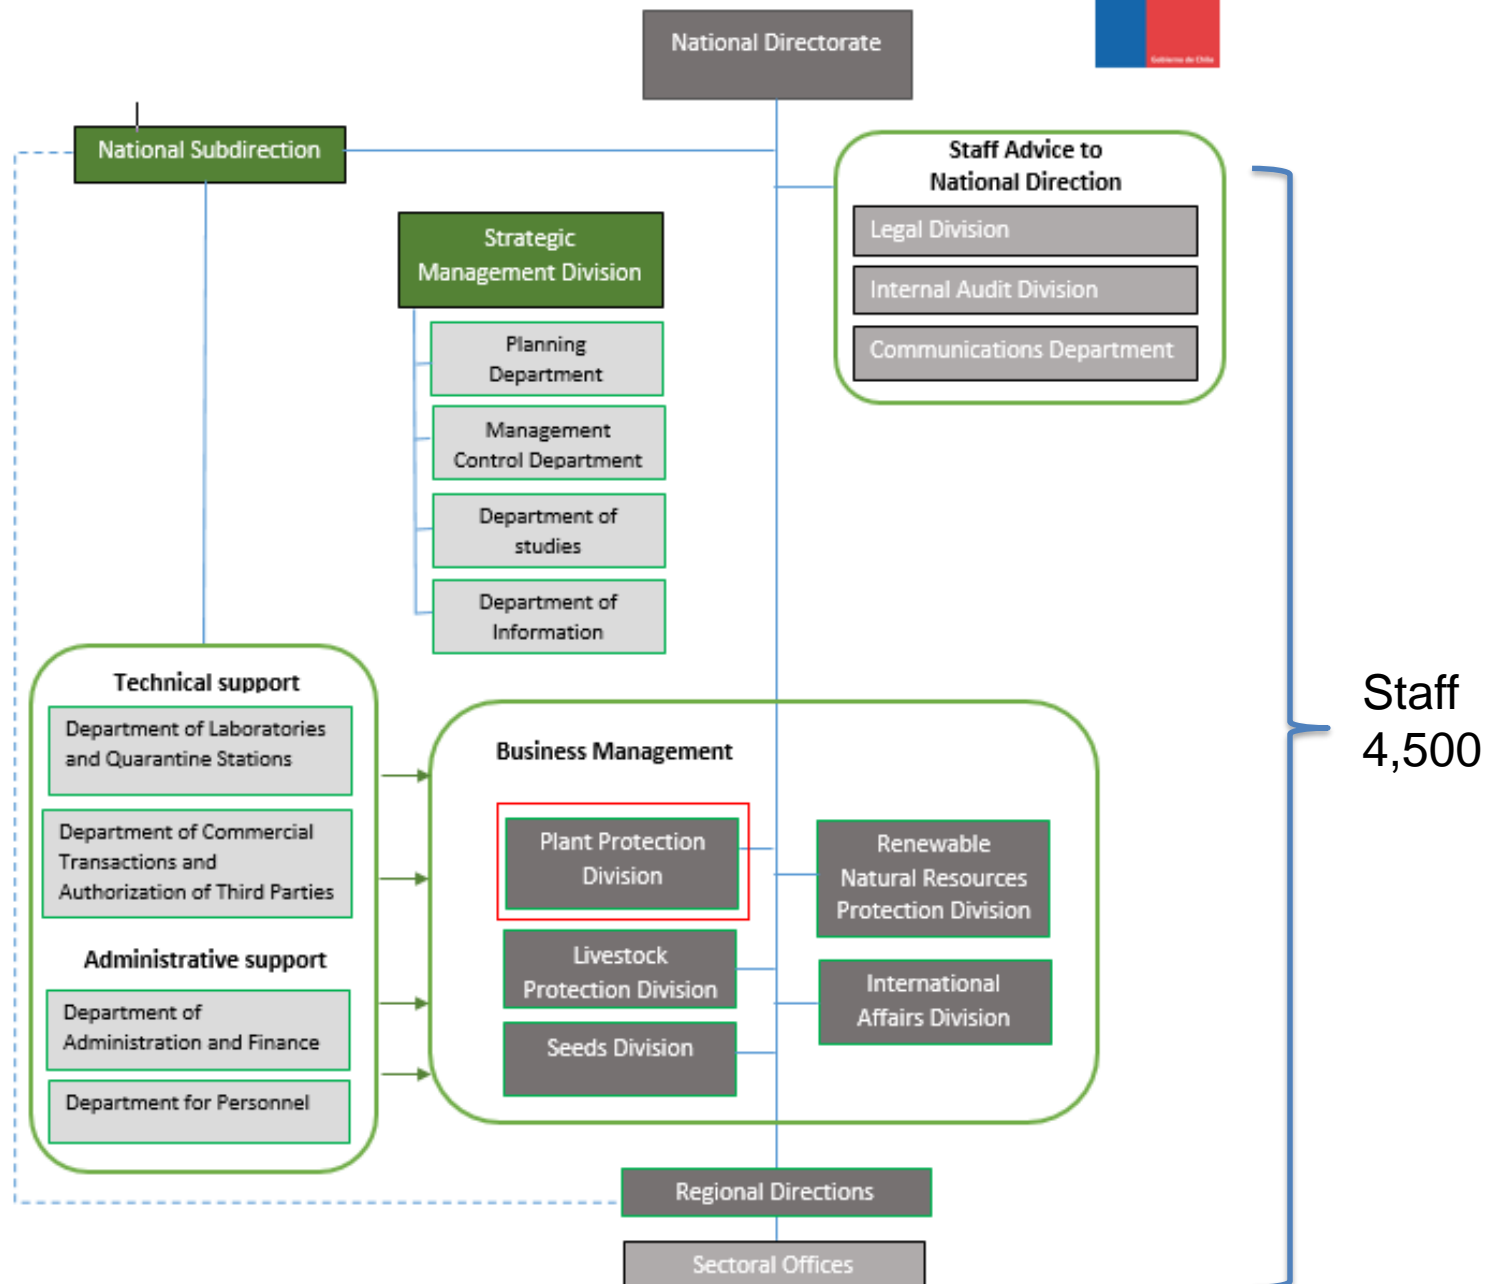 National Directorate
Gobierno de Chile
National Subdirection
Staff Advice to
National Direction
Legal Division
Internal Audit Division
Communications Department
Strategic
Management Division
Planning
Department
Management
Control Department
Department of
studies
Department of
Information
Technical support
Department of Laboratories
and Quarantine Stations
Department of Commercial
Transactions and
Authorization of Third Parties
Administrative support
Department of
Administration and Finance
Department for Personnel
Business Management
Plant Protection
Division
Livestock
Protection Division
Seeds Division
Renewable
Natural Resources
Protection Division
International
Affairs Division
Regional Directions
Sectoral Offices
Staff
4,500